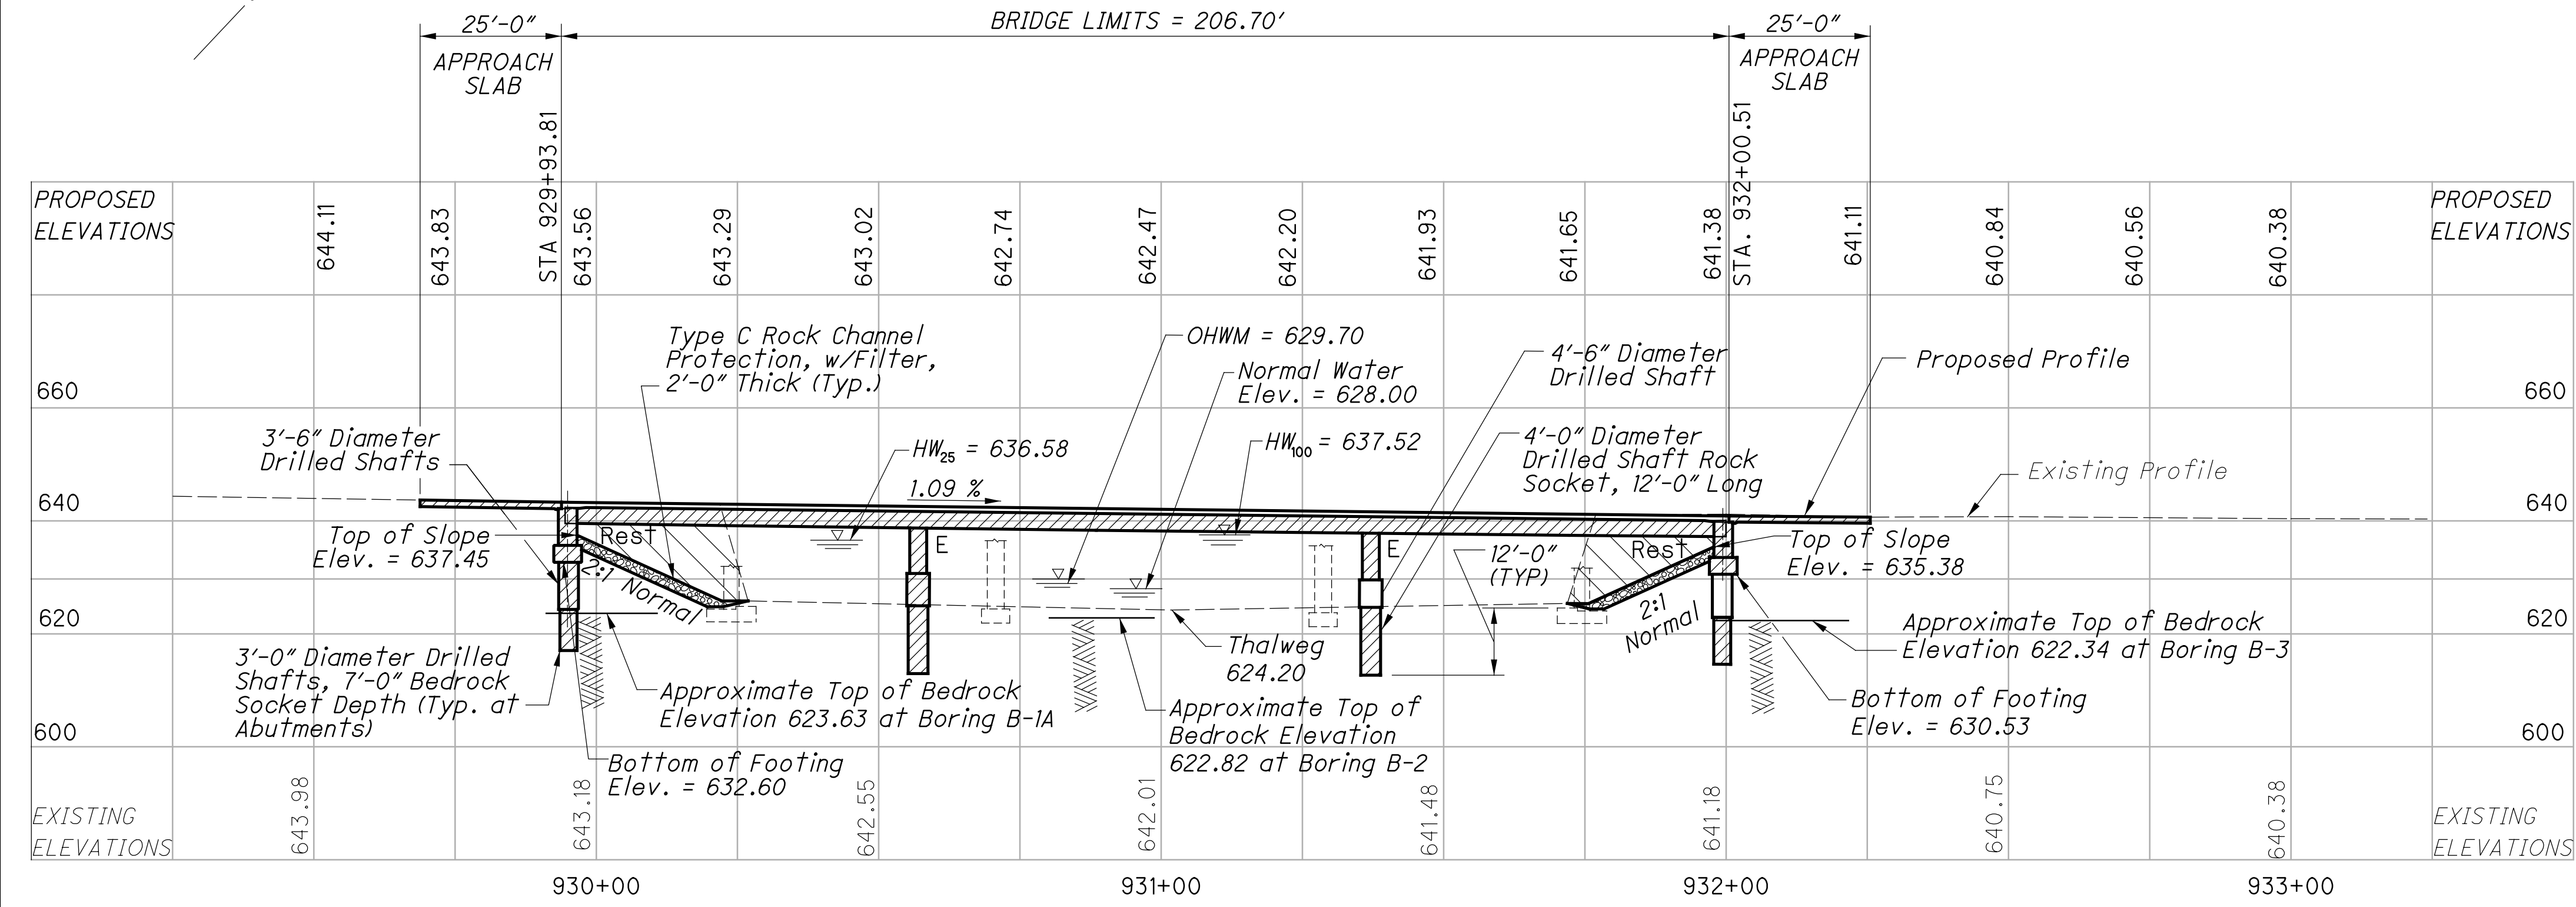 BRIDGE LIMITS = 206.70'
25'-0"
APPROACH
SLAB
25'-0"
APPROACH
SLAB
STA 929+93.81
STA. 932+00.51
PROPOSED
ELEVATIONS
644.11
643.83
643.56
643.29
643.02
642.74
642.47
642.20
641.93
641.65
641.38
641.11
640.84
640.56
640.38
PROPOSED
ELEVATIONS
Type C Rock Channel
Protection, w/Filter,
2'-0" Thick (Typ.)
OHWM = 629.70
Normal Water
Elev. = 628.00
4'-6" Diameter
Drilled Shaft
Proposed Profile
660
660
3'-6" Diameter
Drilled Shafts
HW25 = 636.58
HW100 = 637.52
4'-0" Diameter
Drilled Shaft Rock
Socket, 12'-0" Long
Existing Profile
1.09 %
640
640
Top of Slope
Elev. = 637.45
Rest
E
E
12'-0"
(TYP)
Rest
Top of Slope
Elev. = 635.38
2:1 Normal
2:1
Normal
620
620
Thalweg
624.20
Approximate Top of Bedrock
Elevation 622.34 at Boring B-3
3'-0" Diameter Drilled
Shafts, 7'-0" Bedrock
Socket Depth (Typ. at
Abutments)
Approximate Top of Bedrock
Elevation 623.63 at Boring B-1A
Approximate Top of
Bedrock Elevation
622.82 at Boring B-2
Bottom of Footing
Elev. = 630.53
600
600
Bottom of Footing
Elev. = 632.60
EXISTING
ELEVATIONS
643.98
643.18
642.55
642.01
641.48
641.18
640.75
640.38
EXISTING
ELEVATIONS
930+00
931+00
932+00
933+00